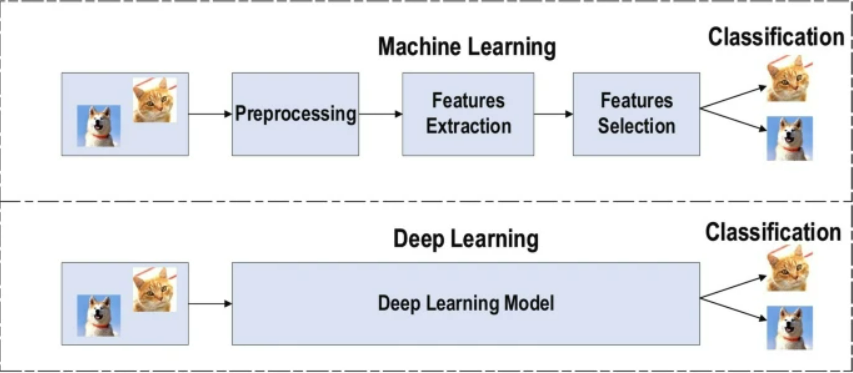 Machine Learning
Classification
Preprocessing
Features
Extraction
Features
Selection
Deep Learning
Classification
Deep Learning Model